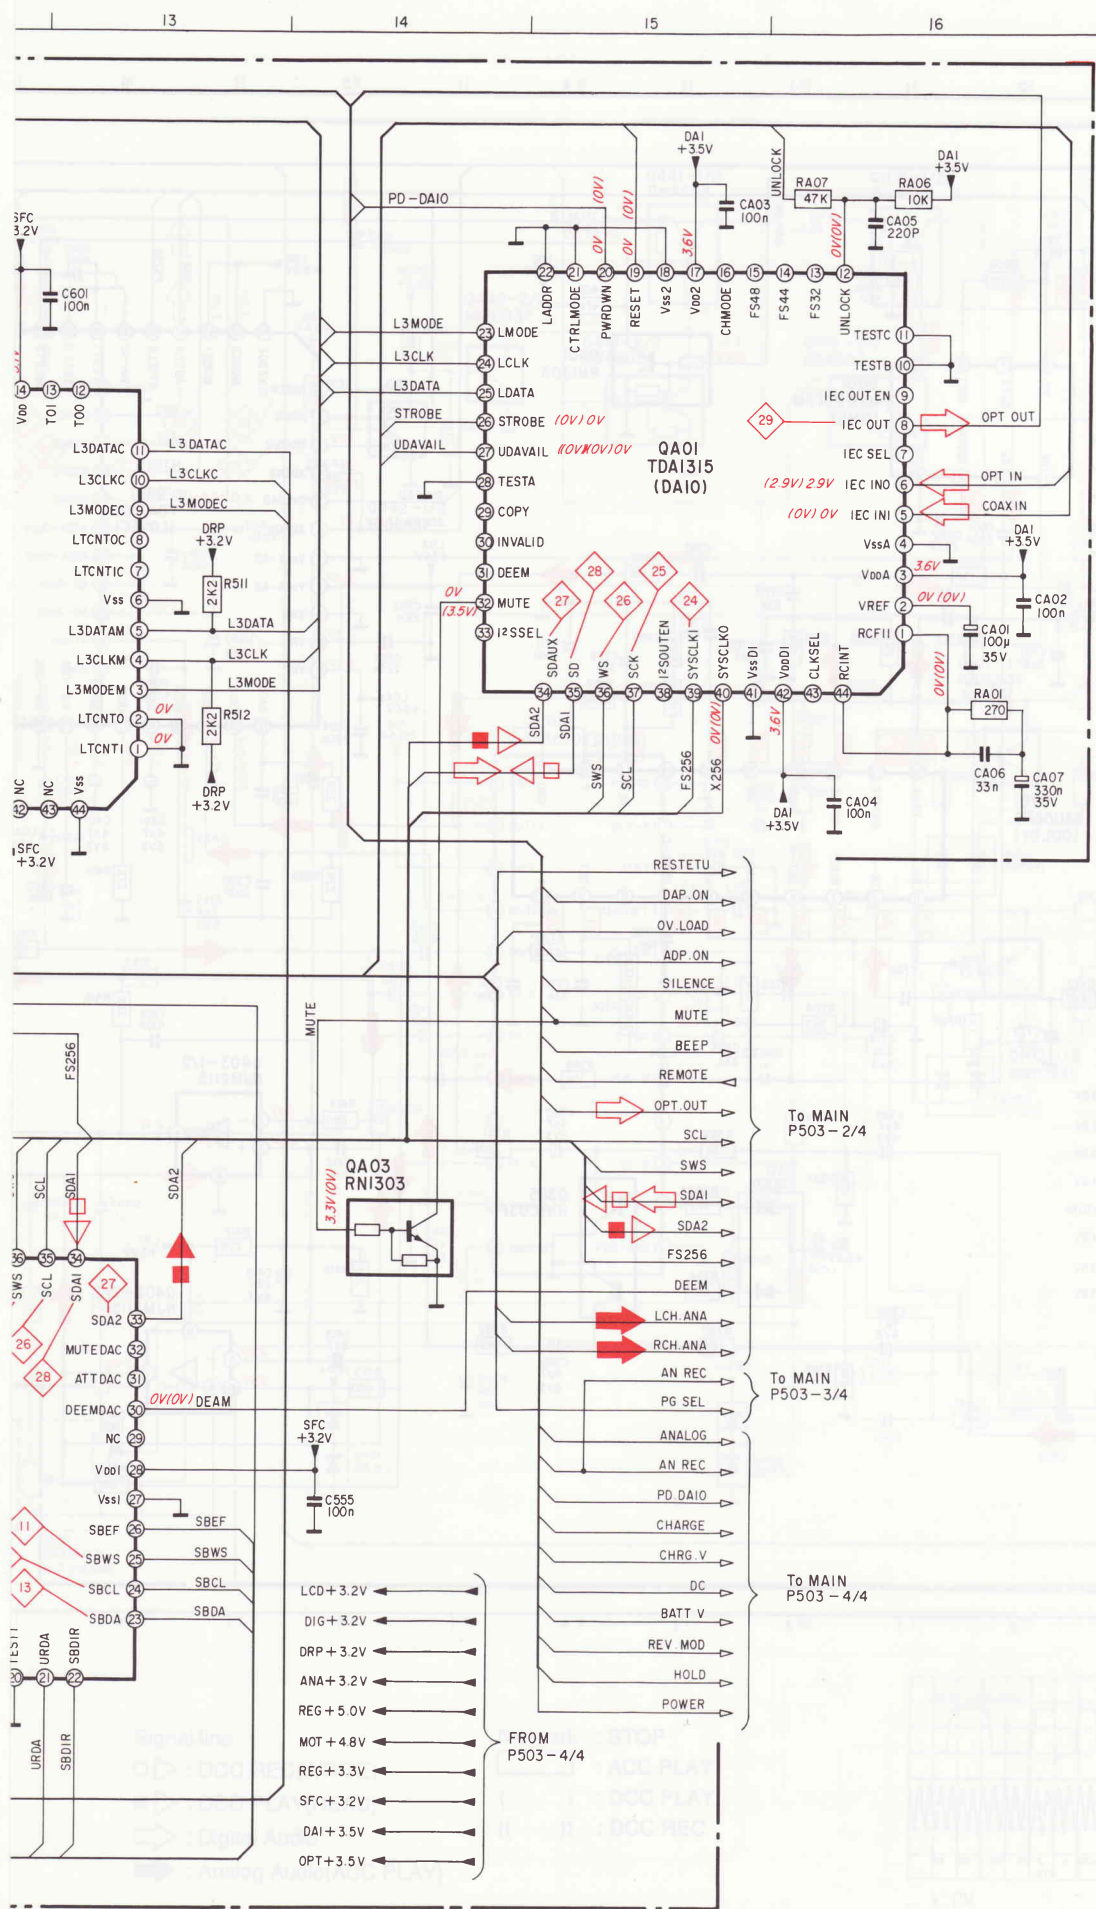 13
14
15
16
DAI
+3.5V
UNLOCK
RA07
47K
RA06
10K
DAI
+3.5V
CA03
100n
CA05
220P
PD-DAIO
(0V)
(0V)
0V
0V
3.6V
0V(0V)
SFC
3.2V
C601
100n
22
21
20
19
18
17
16
15
14
13
12
LADDR
CTRLMODE
PWRDWN
RESET
Vss2
VDD2
CHMODE
FS48
FS44
FS32
UNLOCK
L3MODE
23
LMODE
L3CLK
24
LCLK
L3DATA
25
LDATA
STROBE
26
STROBE
(0V) 0V
UDAVAIL
27
UDAVAIL
((0V))(0V)0V
28
TESTA
29
COPY
30
INVALID
31
DEEM
0V
(3.5V)
32
MUTE
33
I²SSEL
QA01
TDA1315
(DAIO)
TESTC
11
TESTB
10
IEC OUT EN
9
29
IEC OUT
8
OPT OUT
IEC SEL
7
(2.9V) 2.9V
IEC IN0
6
OPT IN
(0V) 0V
IEC IN1
5
COAX IN
VssA
4
DAI
+3.5V
VDDA
3
3.6V
VREF
2
0V (0V)
RCFIL
1
CA02
100n
CA01
100µ
35V
0V(0V)
RA01
270
CA06
33n
CA07
330n
35V
27
28
26
25
24
SDAUX
SD
WS
SCK
I²SOUTEN
SYSCLKI
SYSCLKO
VssD1
VDDD1
CLKSEL
RCINT
34
35
36
37
38
39
40
41
42
43
44
SDA2
SDA1
SWS
SCL
FS256
X256
0V(0V)
3.6V
DAI
+3.5V
CA04
100n
14
13
12
VDD
TO1
TO0
L3DATAC
11
L3DATAC
L3CLKC
10
L3CLKC
L3MODEC
9
L3MODEC
LTCNT0C
8
LTCNT1C
7
Vss
6
L3DATAM
5
L3DATA
L3CLKM
4
L3CLK
L3MODEM
3
L3MODE
LTCNT0
2
0V
LTCNT1
1
0V
DRP
+3.2V
R511
2K2
R512
2K2
DRP
+3.2V
NC
NC
Vss
42
43
44
SFC
+3.2V
RESTETU
DAP.ON
OV.LOAD
ADP.ON
SILENCE
MUTE
BEEP
REMOTE
OPT.OUT
SCL
SWS
SDA1
SDA2
FS256
DEEM
LCH.ANA
RCH.ANA
To MAIN
P503-2/4
AN REC
PG SEL
To MAIN
P503-3/4
ANALOG
AN REC
PD.DAIO
CHARGE
CHRG.V
DC
BATT V
REV.MOD
HOLD
POWER
To MAIN
P503-4/4
MUTE
FS256
SCL
SDA1
SDA2
QA03
RN1303
3.3V(0V)
36
35
34
SWS
SCL
SDA1
27
26
28
SDA2
33
MUTEDAC
32
ATTDAC
31
DEEMDAC
30
0V(0V)
DEAM
NC
29
VDD1
28
Vss1
27
SBEF
26
SBEF
SBWS
25
SBWS
SBCL
24
SBCL
SBDA
23
SBDA
11
13
SFC
+3.2V
C555
100n
URDA
SBDIR
20
21
22
URDA
SBDIR
LCD+3.2V
DIG+3.2V
DRP+3.2V
ANA+3.2V
REG+5.0V
MOT+4.8V
REG+3.3V
SFC+3.2V
DAI+3.5V
OPT+3.5V
FROM
P503-4/4